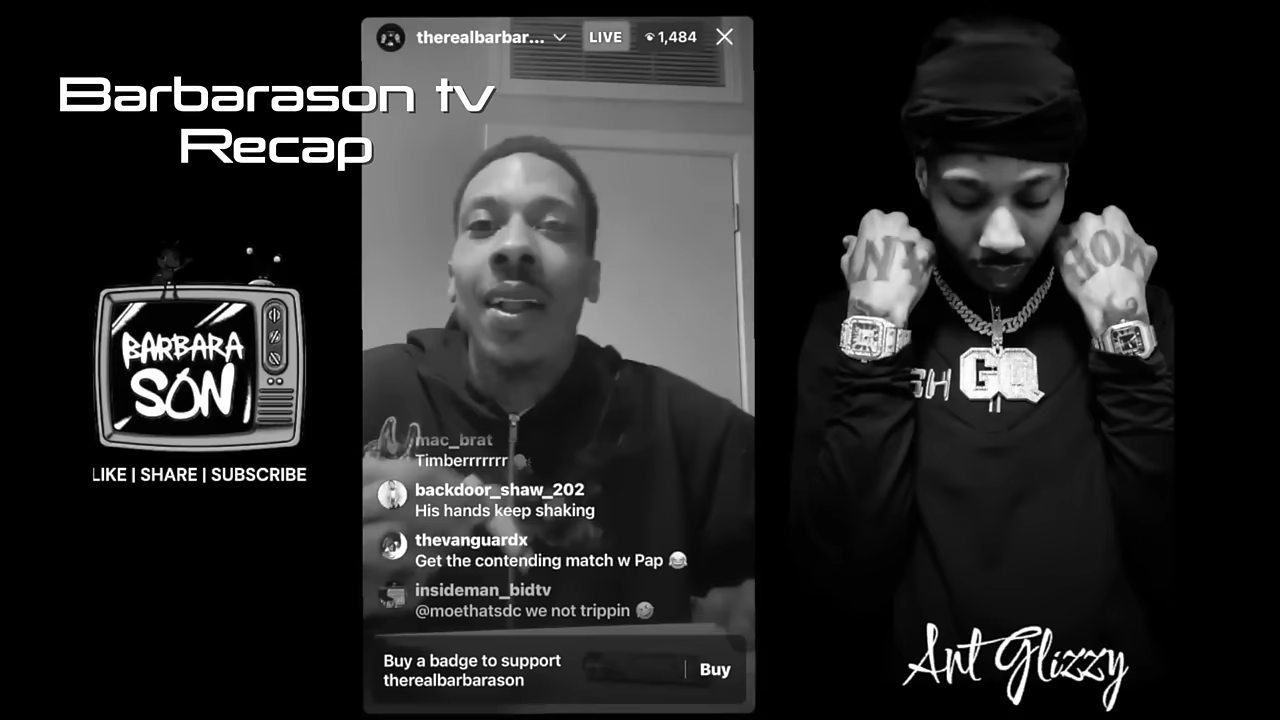 therealbarbar...
LIVE
1,484
Barbarason tv
Recap
BARBARA
SON
LIKE | SHARE | SUBSCRIBE
mac_brat
Timberrrrrrr
backdoor_shaw_202
His hands keep shaking
thevanguardx
Get the contending match w Pap 😂
insideman_bidtv
@moethatsdc we not trippin 🤣
Buy a badge to support
therealbarbarason
Buy
GQ
Ant Glizzy